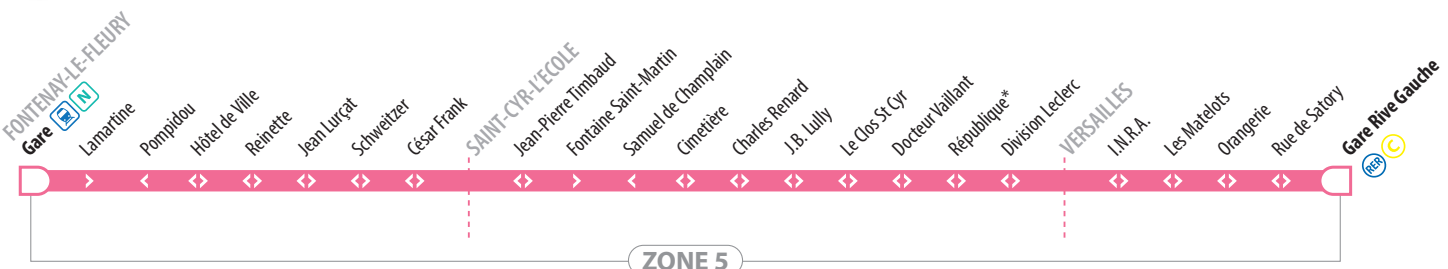 FONTENAY-LE-FLEURY
Gare N
Lamartine
Pompidou
Hôtel de Ville
Reinette
Jean Lurçat
Schweitzer
César Frank
SAINT-CYR-L'ECOLE
Jean-Pierre Timbaud
Fontaine Saint-Martin
Samuel de Champlain
Cimetière
Charles Renard
J.B. Lully
Le Clos St Cyr
Docteur Vaillant
République*
Division Leclerc
VERSAILLES
I.N.R.A.
Les Matelots
Orangerie
Rue de Satory
Gare Rive Gauche
RER C
ZONE 5